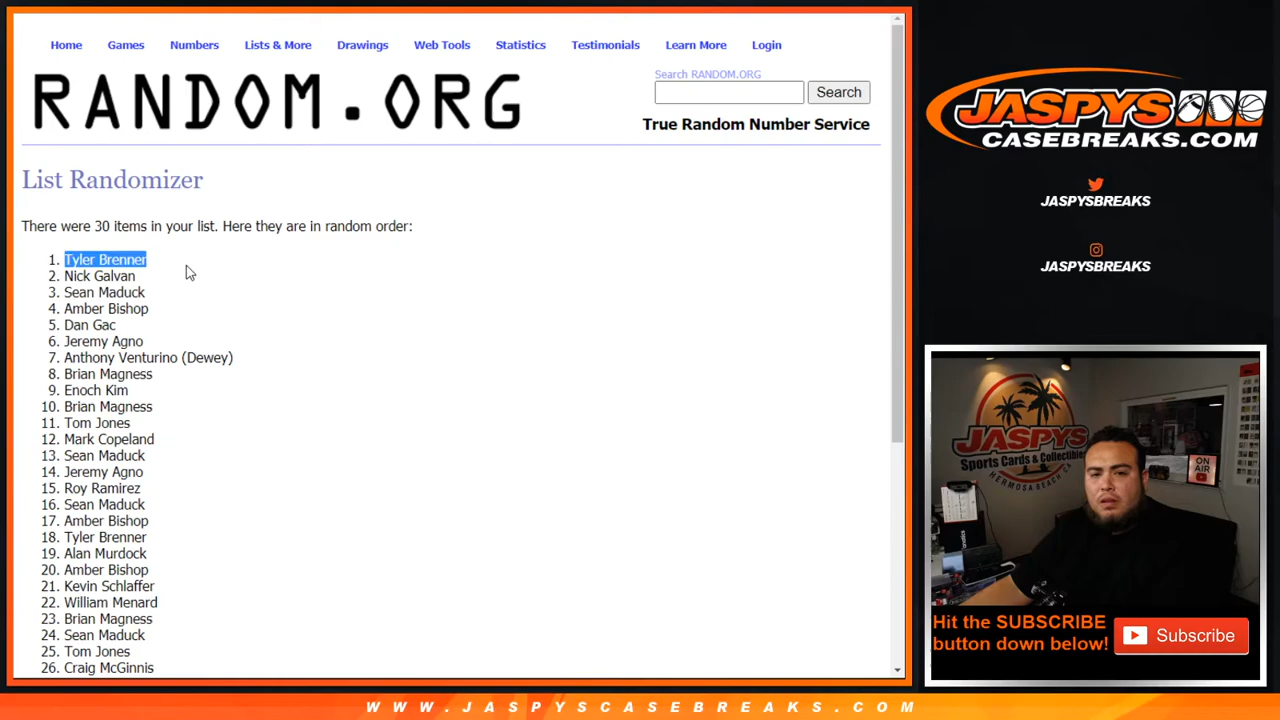 Home Games Numbers Lists & More Drawings Web Tools Statistics Testimonials Learn More Login
RANDOM.ORG
Search RANDOM.ORG
Search
True Random Number Service
List Randomizer
There were 30 items in your list. Here they are in random order:
1. Tyler Brenner
2. Nick Galvan
3. Sean Maduck
4. Amber Bishop
5. Dan Gac
6. Jeremy Agno
7. Anthony Venturino (Dewey)
8. Brian Magness
9. Enoch Kim
10. Brian Magness
11. Tom Jones
12. Mark Copeland
13. Sean Maduck
14. Jeremy Agno
15. Roy Ramirez
16. Sean Maduck
17. Amber Bishop
18. Tyler Brenner
19. Alan Murdock
20. Amber Bishop
21. Kevin Schlaffer
22. William Menard
23. Brian Magness
24. Sean Maduck
25. Tom Jones
26. Craig McGinnis
JASPYS
CASEBREAKS.COM
JASPYSBREAKS
JASPYSBREAKS
JASPYS
Sports Cards & Collectibles
HERMOSA BEACH CA
ON
AIR
Hit the SUBSCRIBE
button down below!
Subscribe
WWW.JASPYSCASEBREAKS.COM